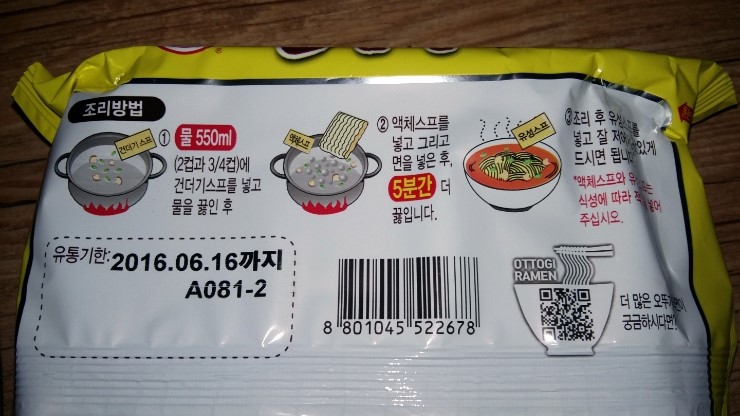 조리방법
건더기 스프
① 물 550ml
(2컵과 3/4컵)에
건더기스프를 넣고
물을 끓인 후
액체스프
② 액체스프를
넣고 그리고
면을 넣은 후,
5분간 더
끓입니다.
유성스프
③ 조리 후 유성
넣고 잘 저어
드시면 됩니
*액체스프와
식성에 따라
주십시오.
유통기한: 2016.06.16까지
A081-2
8 801045 522678
OTTOGI
RAMEN
더 많은
궁금하시다면